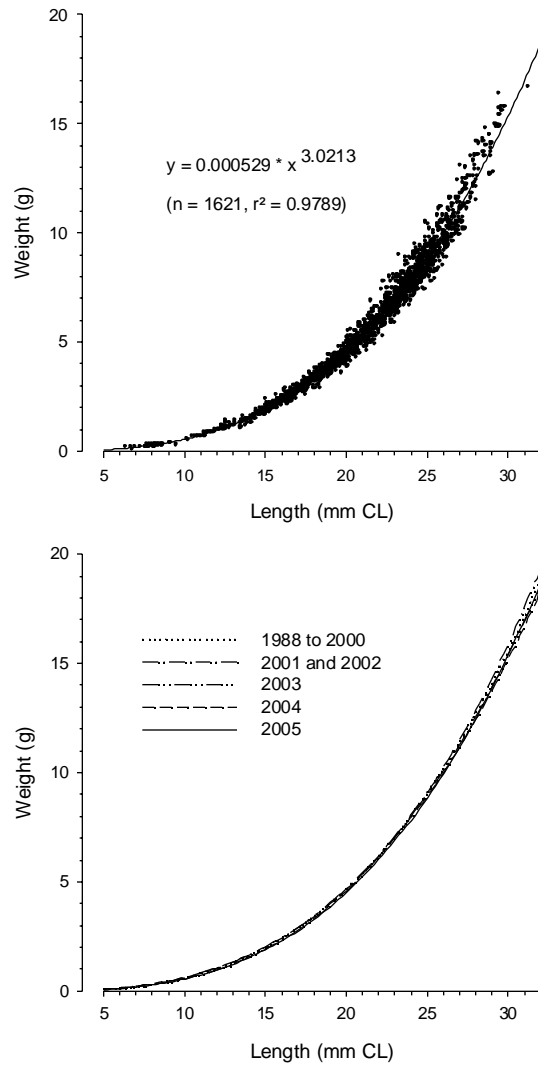 20
15
10
5
0
Weight (g)
y = 0.000529 * x 3.0213
(n = 1621, r² = 0.9789)
5 10 15 20 25 30
Length (mm CL)
20
15
10
5
0
Weight (g)
1988 to 2000
2001 and 2002
2003
2004
2005
5 10 15 20 25 30
Length (mm CL)